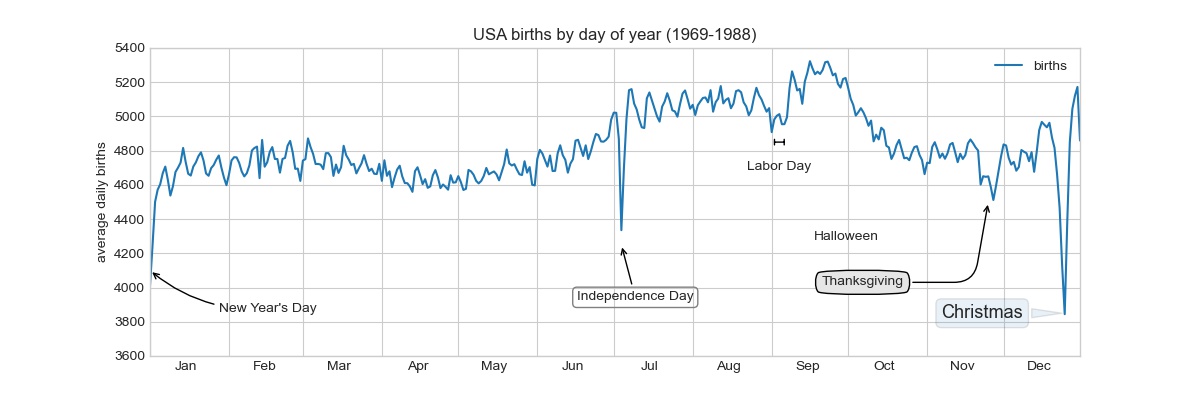 USA births by day of year (1969-1988)
average daily births
5400
5200
5000
4800
4600
4400
4200
4000
3800
3600
births
Labor Day
Halloween
Thanksgiving
Independence Day
New Year's Day
Christmas
Jan Feb Mar Apr May Jun Jul Aug Sep Oct Nov Dec